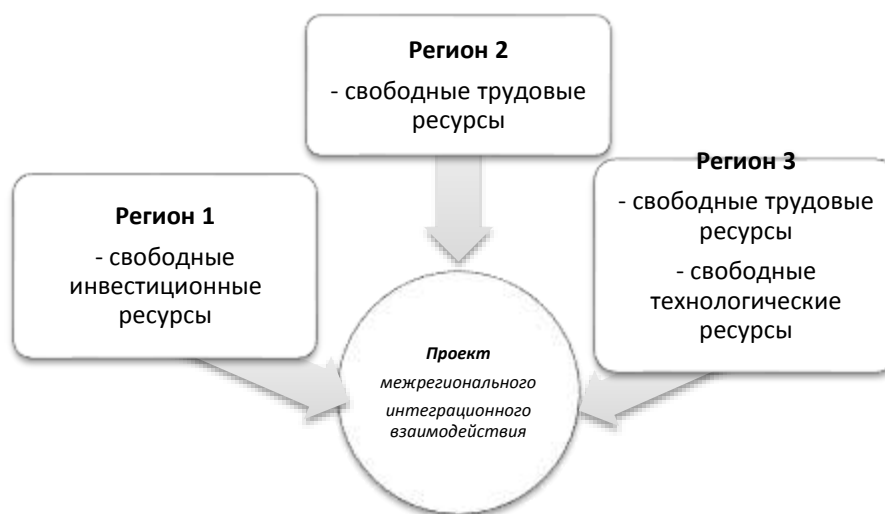 Регион 2
- свободные трудовые
ресурсы
Регион 1
- свободные
инвестиционные
ресурсы
Регион 3
- свободные трудовые
ресурсы
- свободные
технологические
ресурсы
Проект
межрегионального
интеграционного
взаимодействия